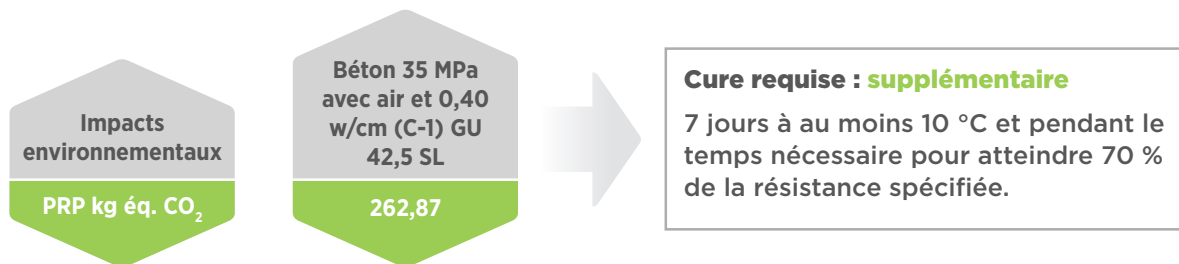 Impacts
environnementaux
PRP kg éq. CO₂
Béton 35 MPa
avec air et 0,40
w/cm (C-1) GU
42,5 SL
262,87
Cure requise : supplémentaire
7 jours à au moins 10 °C et pendant le
temps nécessaire pour atteindre 70 %
de la résistance spécifiée.